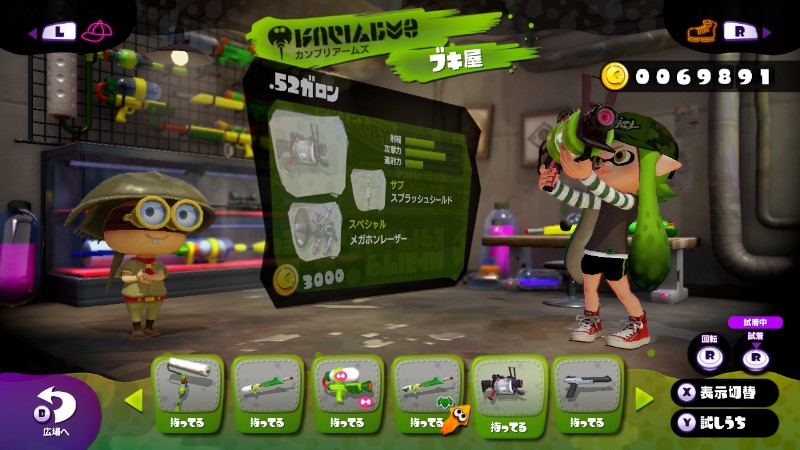 L
R
カンブリアームズ
ブキ屋
0069891
.52ガロン
射程
攻撃力
連射力
サブ
スプラッシュシールド
スペシャル
メガホンレーザー
3000
試着中
回転
試着
R
R
持ってる
持ってる
持ってる
持ってる
持ってる
持ってる
B
広場へ
X 表示切替
Y 試しうち